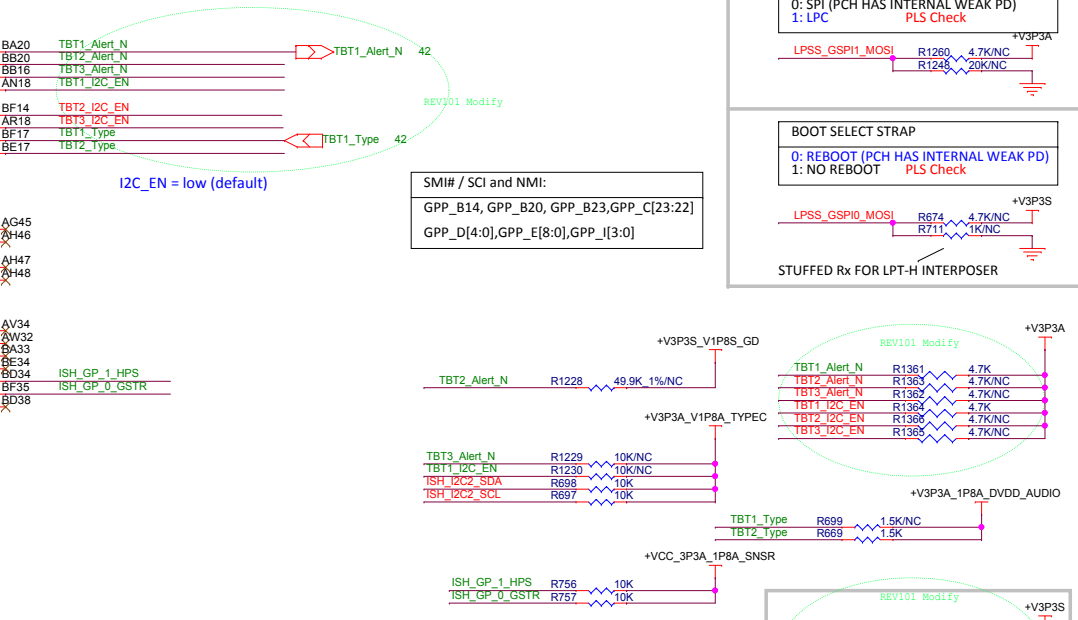 0: SPI (PCH HAS INTERNAL WEAK PD)
1: LPC PLS Check
+V3P3A
LPSS_GSPI1_MOSI R1260 4.7K/NC
R1248 20K/NC
BA20 TBT1_Alert_N TBT1_Alert_N 42
BB20 TBT2_Alert_N
BB16 TBT3_Alert_N
AN18 TBT1_I2C_EN
REV101 Modify
BF14 TBT2_I2C_EN
AR18 TBT3_I2C_EN
BF17 TBT1_Type TBT1_Type 42
BE17 TBT2_Type
I2C_EN = low (default)
BOOT SELECT STRAP
0: REBOOT (PCH HAS INTERNAL WEAK PD)
1: NO REBOOT PLS Check
+V3P3S
LPSS_GSPI0_MOSI R674 4.7K/NC
R711 1K/NC
STUFFED Rx FOR LPT-H INTERPOSER
SMI# / SCI and NMI:
GPP_B14, GPP_B20, GPP_B23,GPP_C[23:22]
GPP_D[4:0],GPP_E[8:0],GPP_I[3:0]
AG45
AH46
AH47
AH48
AV34
AW32
BA33
BE34
BD34 ISH_GP_1_HPS
BF35 ISH_GP_0_GSTR
BD38
+V3P3S_V1P8S_GD
TBT2_Alert_N R1228 49.9K_1%/NC
+V3P3A_V1P8A_TYPEC
TBT3_Alert_N R1229 10K/NC
TBT1_I2C_EN R1230 10K/NC
ISH_I2C2_SDA R698 10K
ISH_I2C2_SCL R697 10K
+V3P3A
REV101 Modify
TBT1_Alert_N R1361 4.7K
TBT2_Alert_N R1363 4.7K/NC
TBT3_Alert_N R1362 4.7K/NC
TBT1_I2C_EN R1364 4.7K
TBT2_I2C_EN R1366 4.7K/NC
TBT3_I2C_EN R1365 4.7K/NC
+V3P3A_1P8A_DVDD_AUDIO
TBT1_Type R699 1.5K/NC
TBT2_Type R669 1.5K
+VCC_3P3A_1P8A_SNSR
ISH_GP_1_HPS R756 10K
ISH_GP_0_GSTR R757 10K
REV101 Modify
+V3P3S